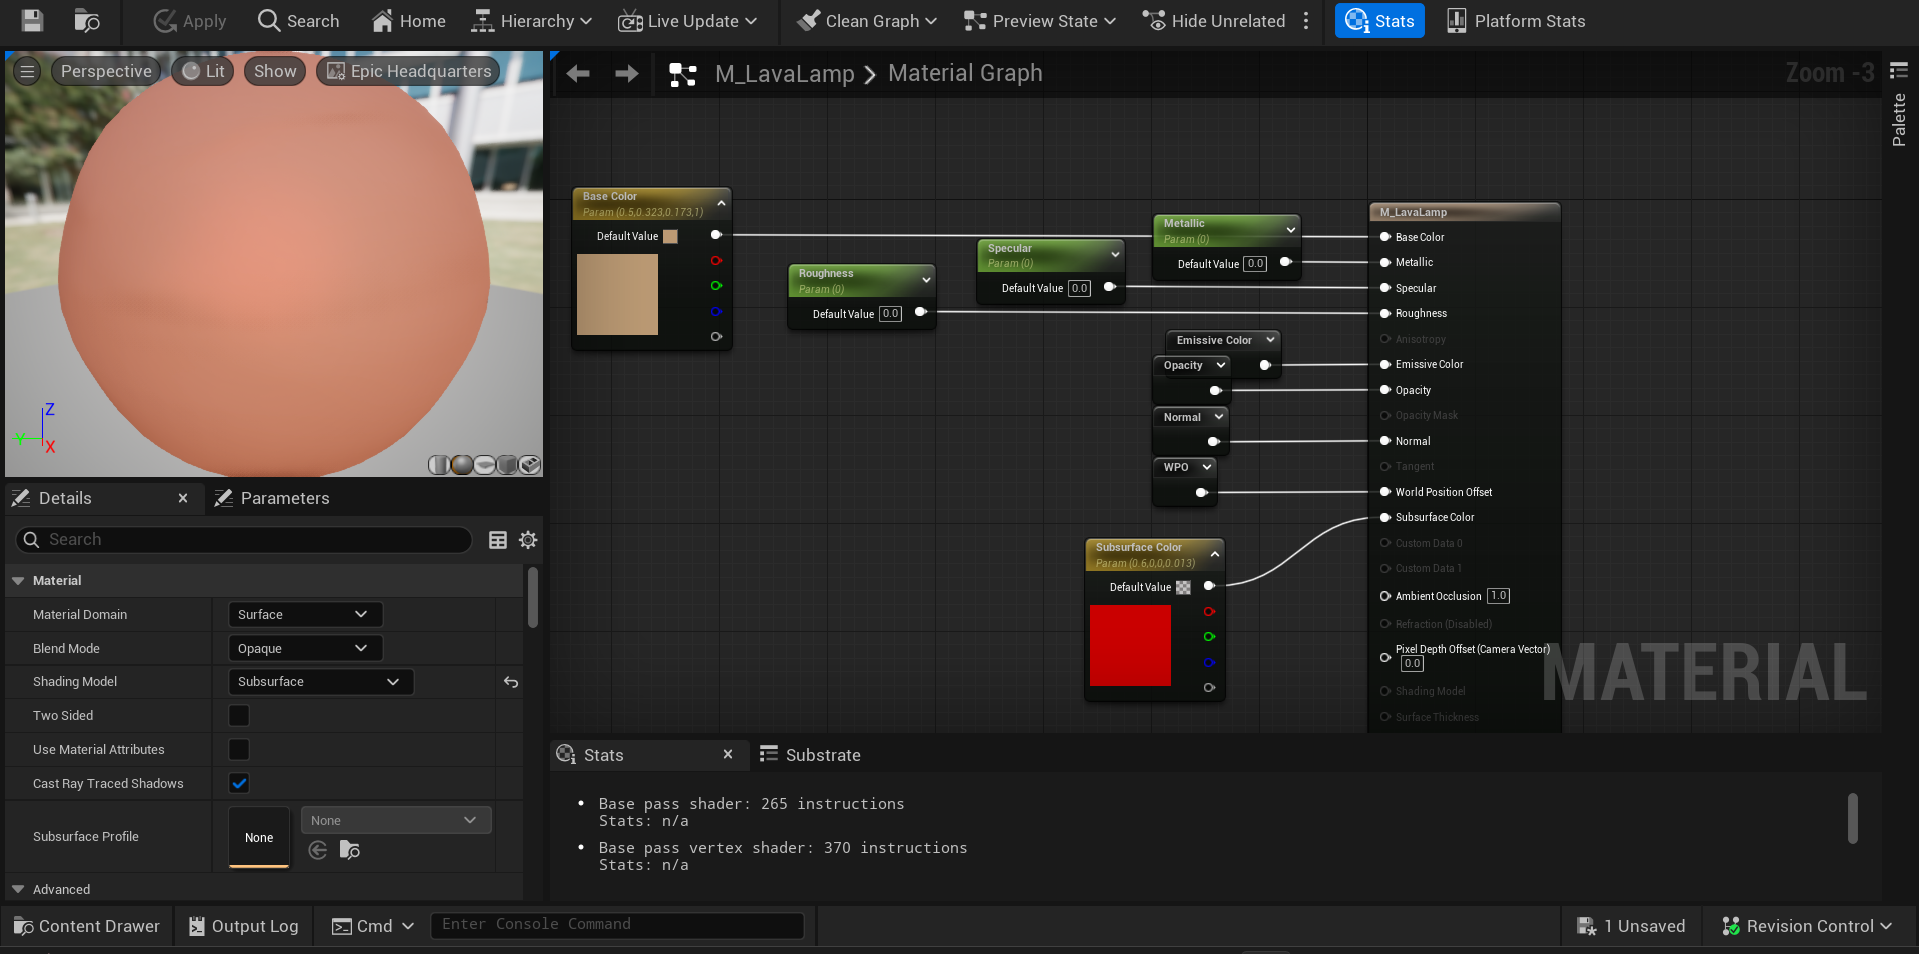 Apply
Search
Home
Hierarchy
Live Update
Clean Graph
Preview State
Hide Unrelated
Stats
Platform Stats
Perspective
Lit
Show
Epic Headquarters
M_LavaLamp
Material Graph
Zoom -3
Palette
Base Color
Param (0.5,0.323,0.173,1)
Default Value
Roughness
Param (0)
Default Value 0.0
Specular
Param (0)
Default Value 0.0
Metallic
Param (0)
Default Value 0.0
Emissive Color
Opacity
Normal
WPO
Subsurface Color
Param (0.6,0,0,0.013)
Default Value
M_LavaLamp
Base Color
Metallic
Specular
Roughness
Anisotropy
Emissive Color
Opacity
Opacity Mask
Normal
Tangent
World Position Offset
Subsurface Color
Custom Data 0
Custom Data 1
Ambient Occlusion 1.0
Refraction (Disabled)
Pixel Depth Offset (Camera Vector)
0.0
Shading Model
Surface Thickness
MATERIAL
Z
Y
X
Details
Parameters
Search
Material
Material Domain Surface
Blend Mode Opaque
Shading Model Subsurface
Two Sided
Use Material Attributes
Cast Ray Traced Shadows
Subsurface Profile None None
Advanced
Stats
Substrate
• Base pass shader: 265 instructions
Stats: n/a
• Base pass vertex shader: 370 instructions
Stats: n/a
Content Drawer
Output Log
Cmd
Enter Console Command
1 Unsaved
Revision Control